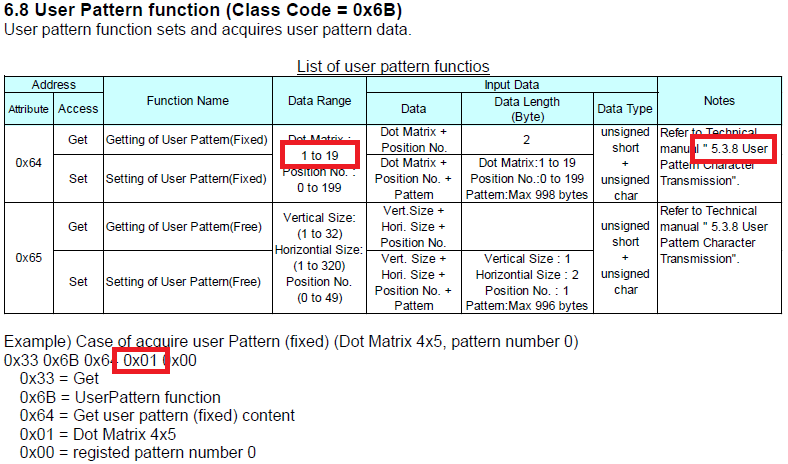 6.8 User Pattern function (Class Code = 0x6B)
User pattern function sets and acquires user pattern data.
List of user pattern functios
Address
Input Data
Attribute
Access
Function Name
Data Range
Data
Data Length
(Byte)
Data Type
Notes
0x64
Get
Getting of User Pattern(Fixed)
Dot Matrix :
1 to 19
Position No. :
0 to 199
Dot Matrix +
Position No.
2
unsigned
short
+
unsigned
char
Refer to Technical
manual " 5.3.8 User
Pattern Character
Transmission".
Set
Setting of User Pattern(Fixed)
Dot Matrix +
Position No. +
Pattern
Dot Matrix:1 to 19
Position No.:0 to 199
Pattern:Max 998 bytes
0x65
Get
Getting of User Pattern(Free)
Vertical Size:
(1 to 32)
Horizontial Size:
(1 to 320)
Position No.
(0 to 49)
Vert.Size +
Hori. Size +
Position No.
unsigned
short
+
unsigned
char
Refer to Technical
manual " 5.3.8 User
Pattern Character
Transmission".
Set
Setting of User Pattern(Free)
Vert. Size +
Hori. Size +
Position No. +
Pattern
Vertical Size : 1
Horizontial Size : 2
Position No. : 1
Pattern:Max 996 bytes
Example) Case of acquire user Pattern (fixed) (Dot Matrix 4x5, pattern number 0)
0x33 0x6B 0x64 0x01 0x00
0x33 = Get
0x6B = UserPattern function
0x64 = Get user pattern (fixed) content
0x01 = Dot Matrix 4x5
0x00 = registed pattern number 0